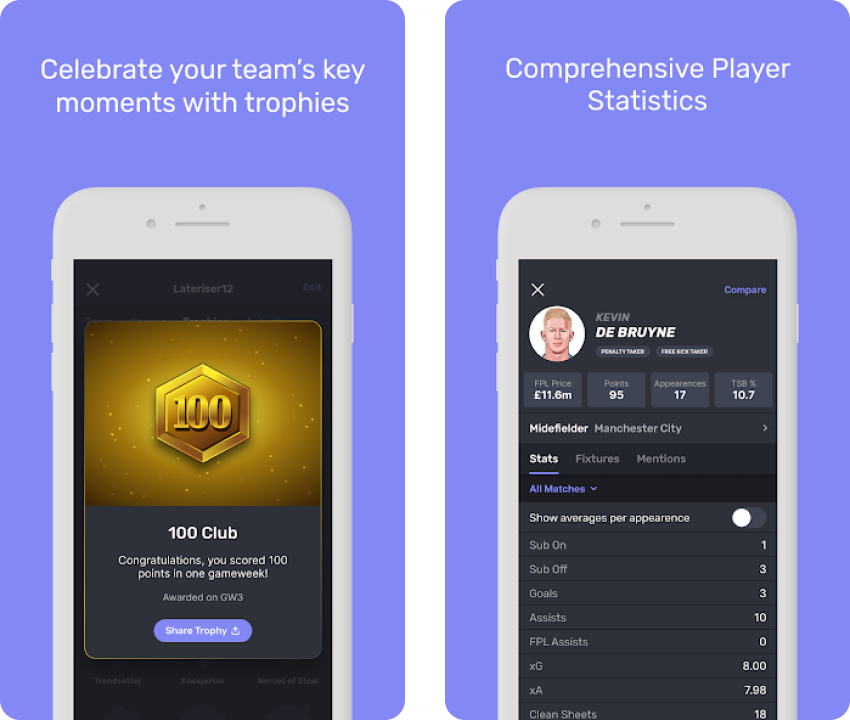 Celebrate your team's key
moments with trophies
Lateriser12
Edit
Trophies
100
100 Club
Congratulations, you scored 100
points in one gameweek!
Awarded on GW3
Share Trophy
Trendsetter
Kneejerker
Nerves of Steel
Comprehensive Player
Statistics
Compare
KEVIN
DE BRUYNE
PENALTY TAKER
FREE KICK TAKER
FPL Price
Points
Appearences
TSB %
£11.6m
95
17
10.7
Midefielder Manchester City
Stats Fixtures Mentions
All Matches
Show averages per appearence
Sub On 1
Sub Off 3
Goals 3
Assists 10
FPL Assists 0
xG 8.00
xA 7.98
Clean Sheets 18